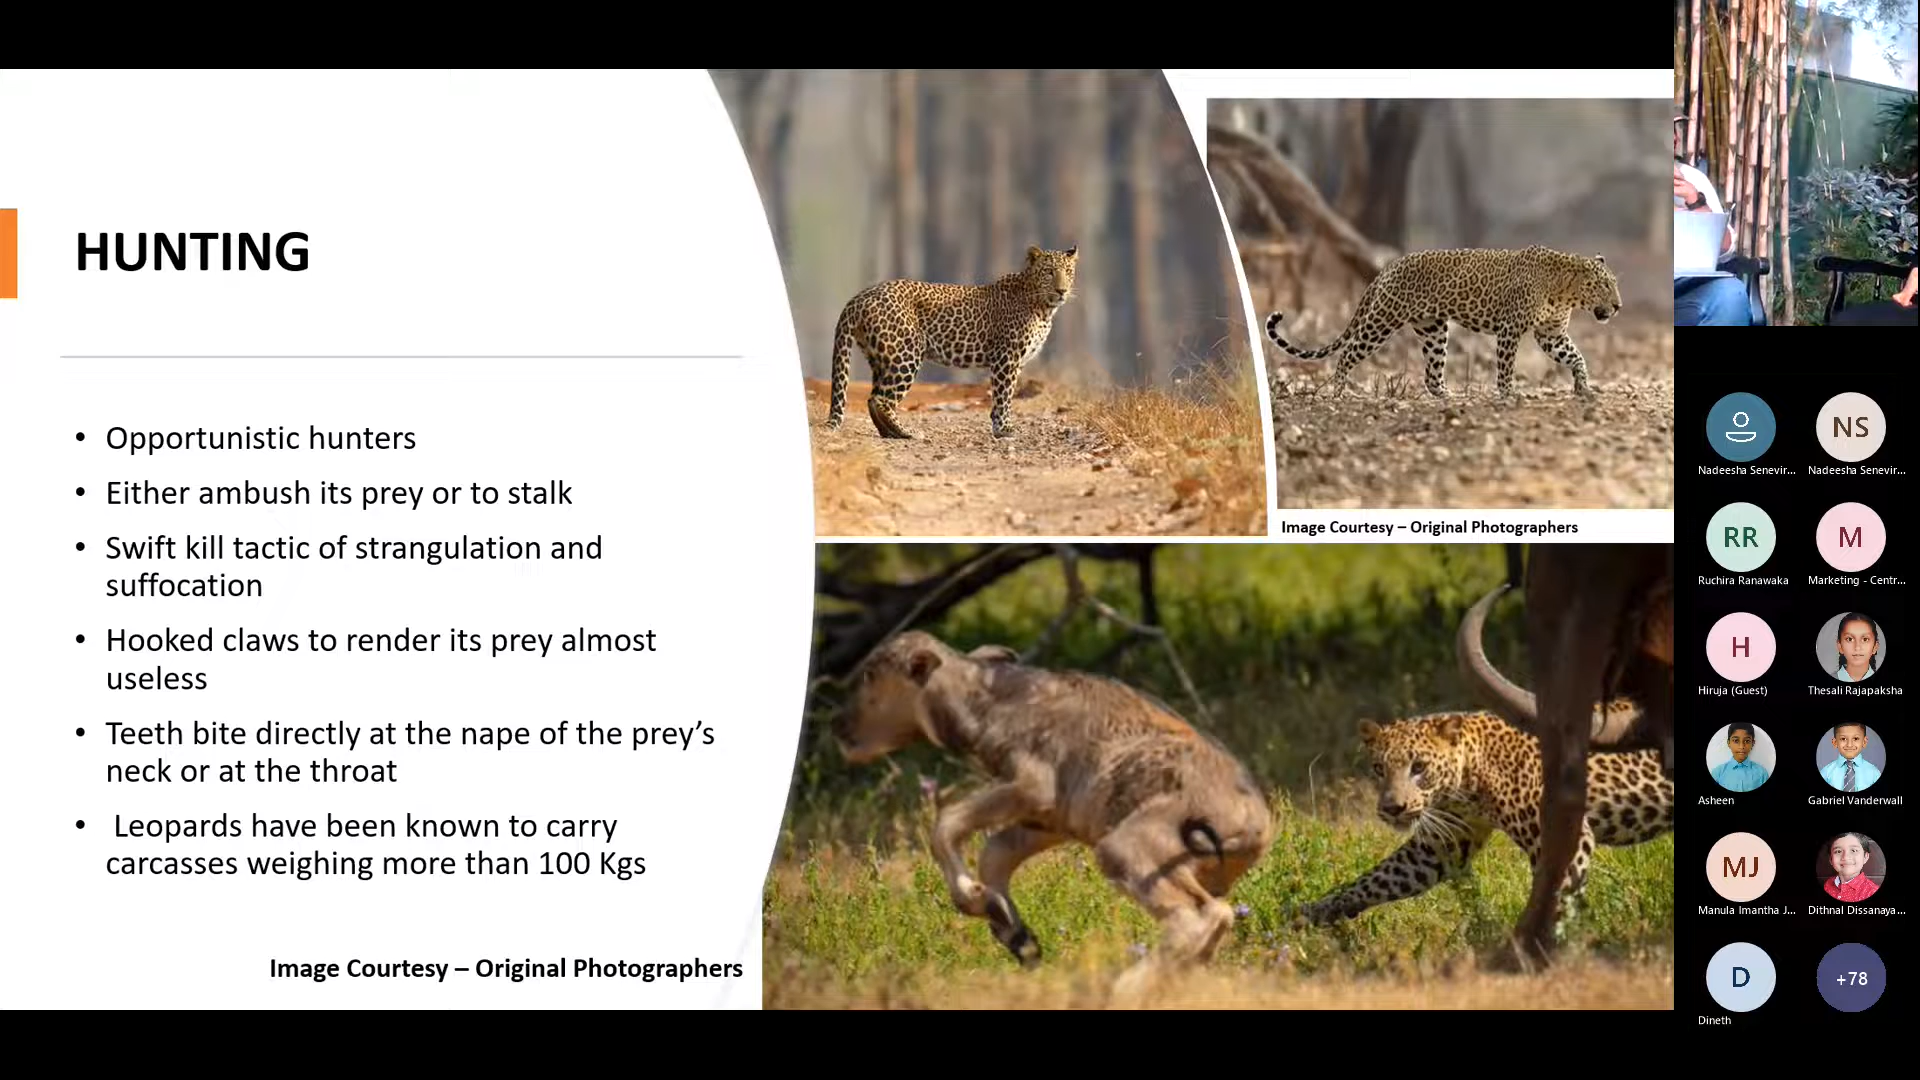 HUNTING
• Opportunistic hunters
• Either ambush its prey or to stalk
• Swift kill tactic of strangulation and
suffocation
• Hooked claws to render its prey almost
useless
• Teeth bite directly at the nape of the prey’s
neck or at the throat
• Leopards have been known to carry
carcasses weighing more than 100 Kgs
Image Courtesy – Original Photographers
Image Courtesy – Original Photographers
NS
Nadeesha Senevir...
Nadeesha Senevir...
RR
M
Ruchira Ranawaka
Marketing - Centr...
H
Hiruja (Guest)
Thesali Rajapaksha
Asheen
Gabriel Vanderwall
MJ
Manula Imantha J...
Dithnal Dissanaya...
D
+78
Dineth